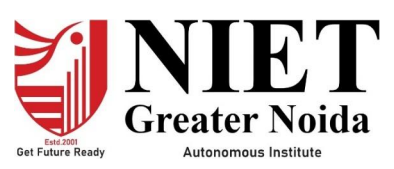 NIET
Greater Noida
Estd.2001
Get Future Ready
Autonomous Institute